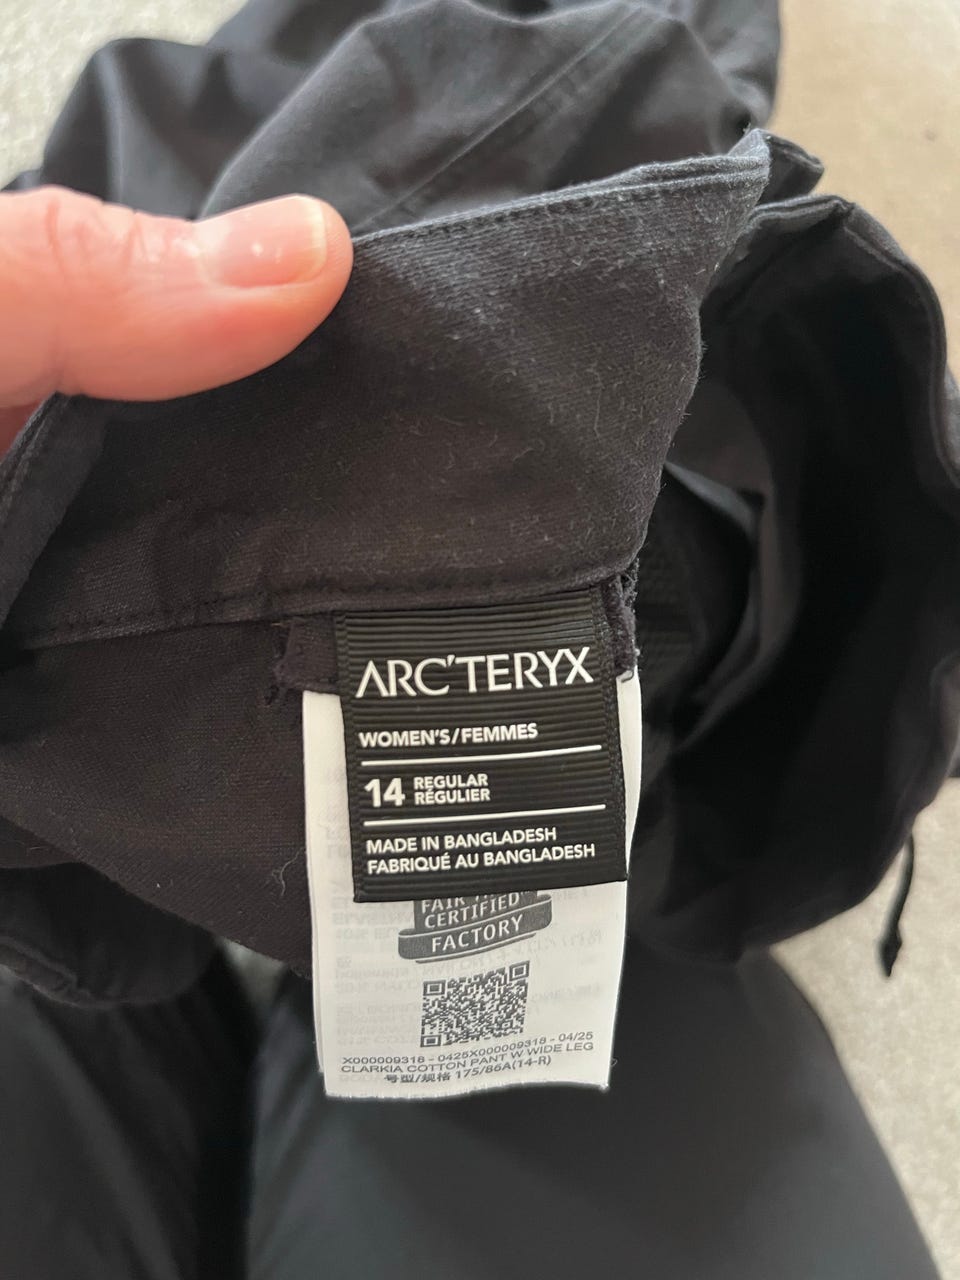 ARC'TERYX
WOMEN'S/FEMMES
14 REGULAR
RÉGULIER
MADE IN BANGLADESH
FABRIQUÉ AU BANGLADESH
FAIR
CERTIFIED
FACTORY
X000009318 - 0425X000009318 - 04/25
CLARKIA COTTON PANT W WIDE LEG
号型/规格 175/86A(14-R)